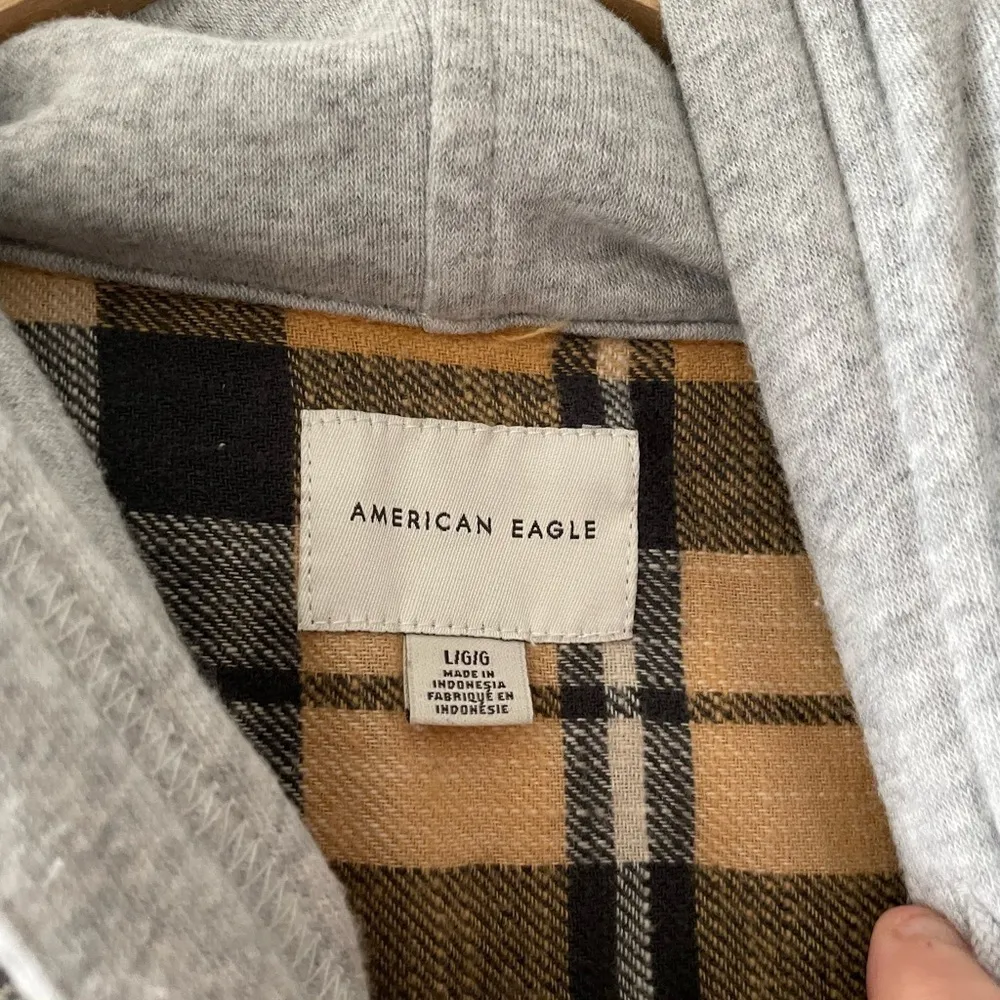 AMERICAN EAGLE
L/G/G
MADE IN
INDONESIA
FABRIQUÉ EN
INDONÉSIE